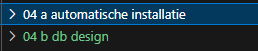 04 a automatische installatie
04 b db design